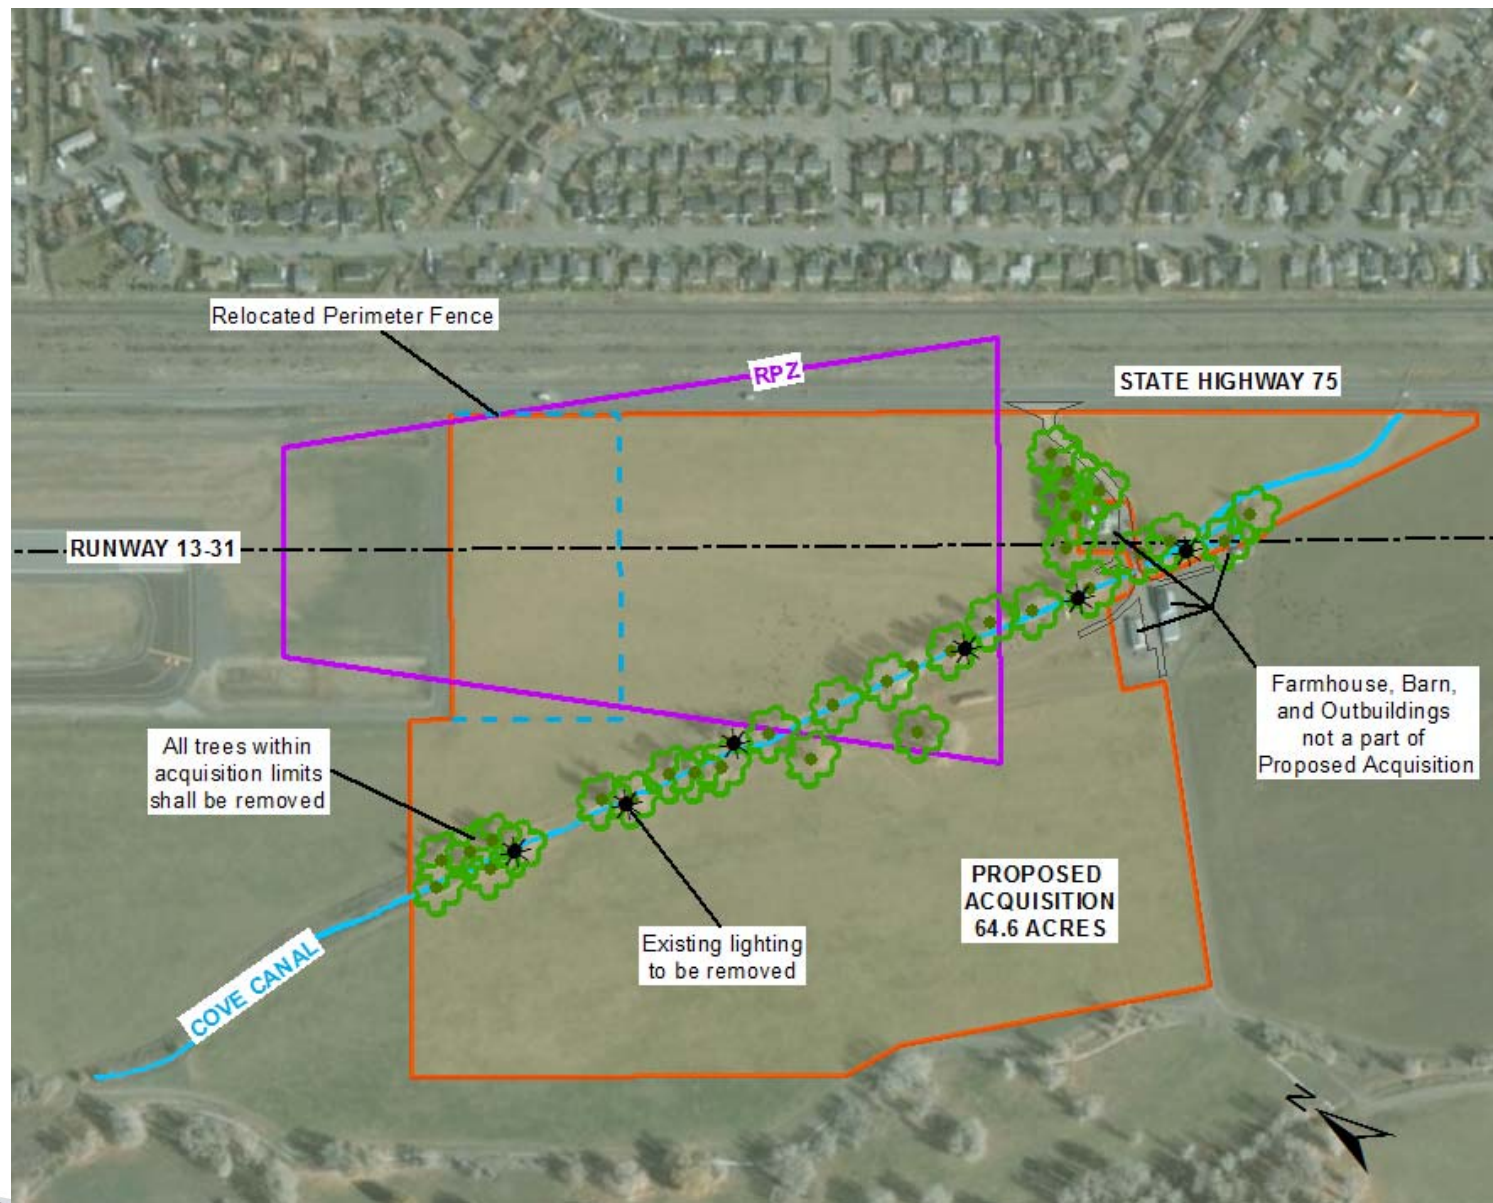 Relocated Perimeter Fence
RPZ
STATE HIGHWAY 75
RUNWAY 13-31
Farmhouse, Barn,
and Outbuildings
not a part of
Proposed Acquisition
All trees within
acquisition limits
shall be removed
PROPOSED
ACQUISITION
64.6 ACRES
Existing lighting
to be removed
COVE CANAL
N